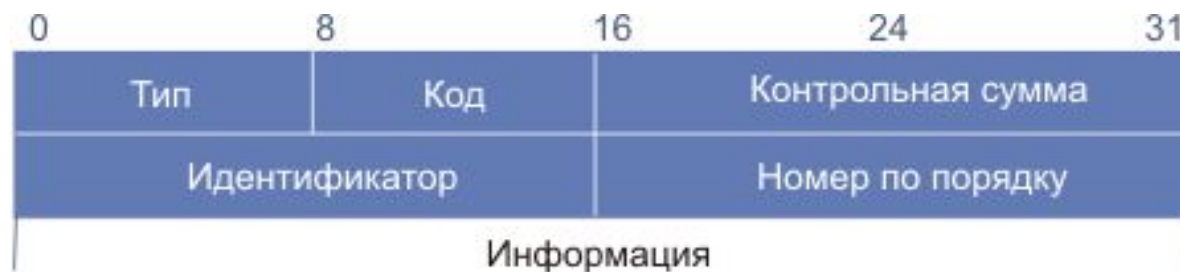 0 8 16 24 31
Тип Код Контрольная сумма
Идентификатор Номер по порядку
Информация